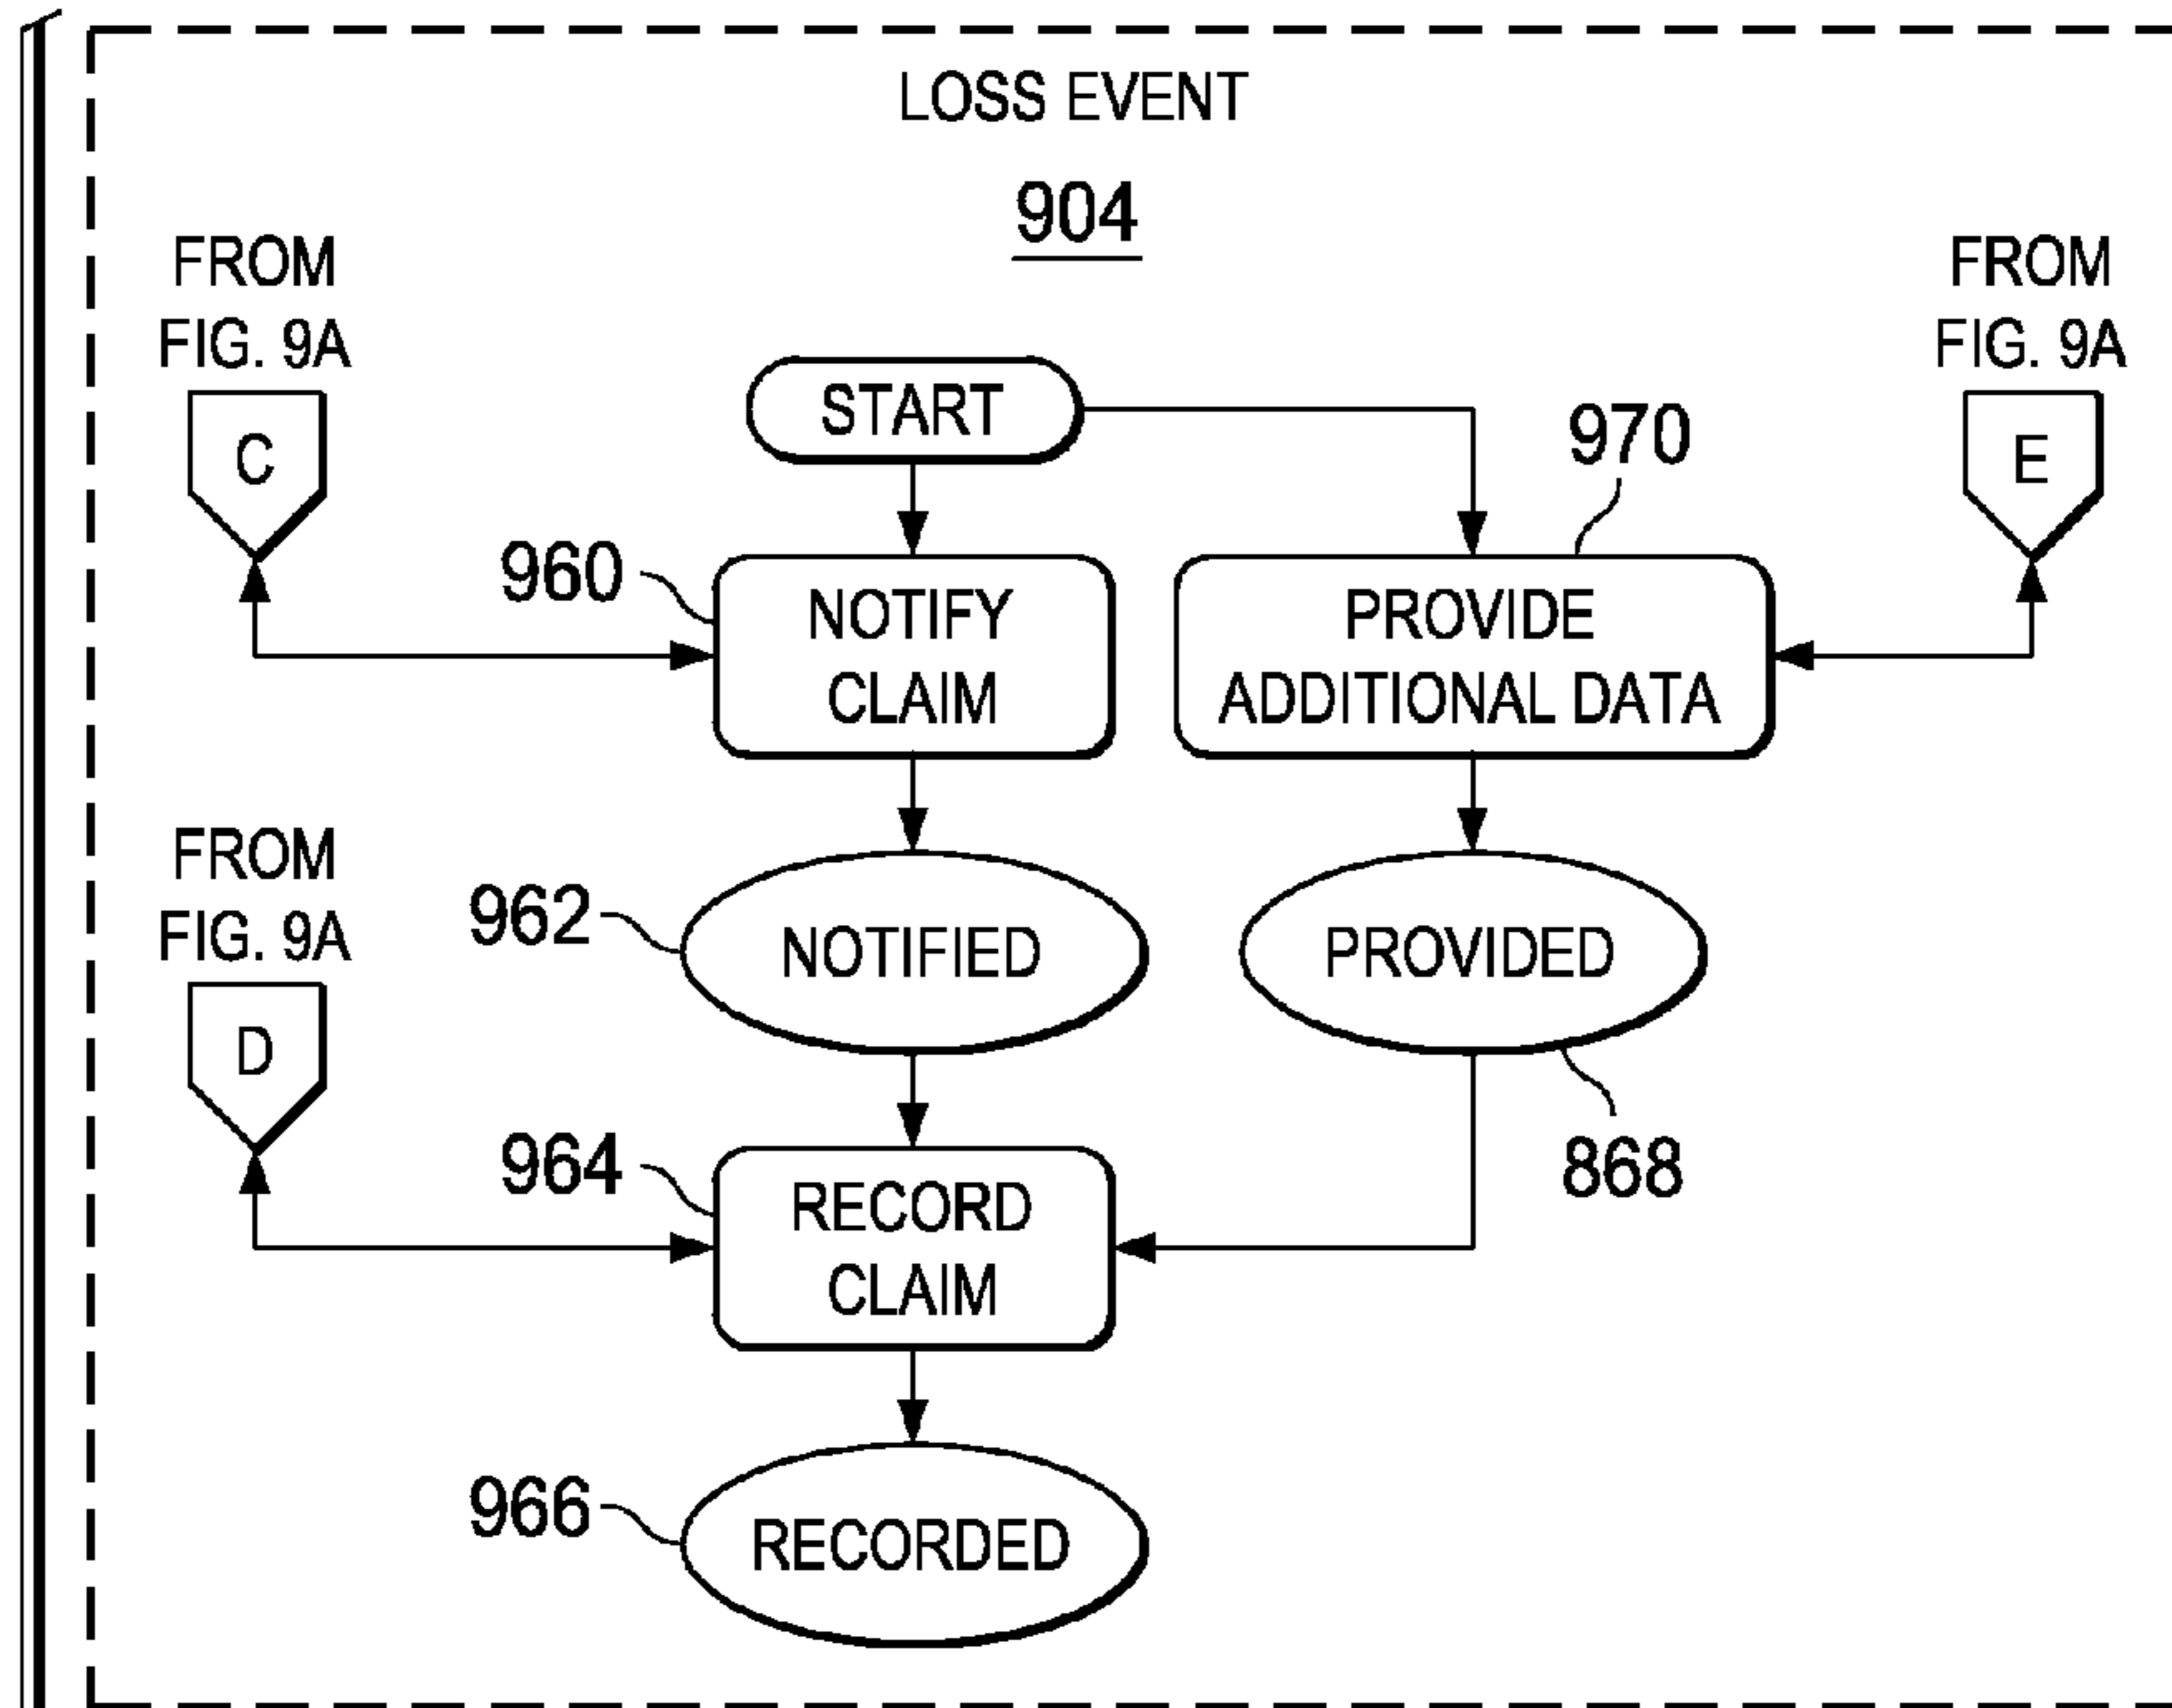 LOSS EVENT
904
FROM
FIG. 9A
C
START
970
FROM
FIG. 9A
E
960
NOTIFY
CLAIM
PROVIDE
ADDITIONAL DATA
FROM
FIG. 9A
D
962
NOTIFIED
PROVIDED
868
964
RECORD
CLAIM
966
RECORDED